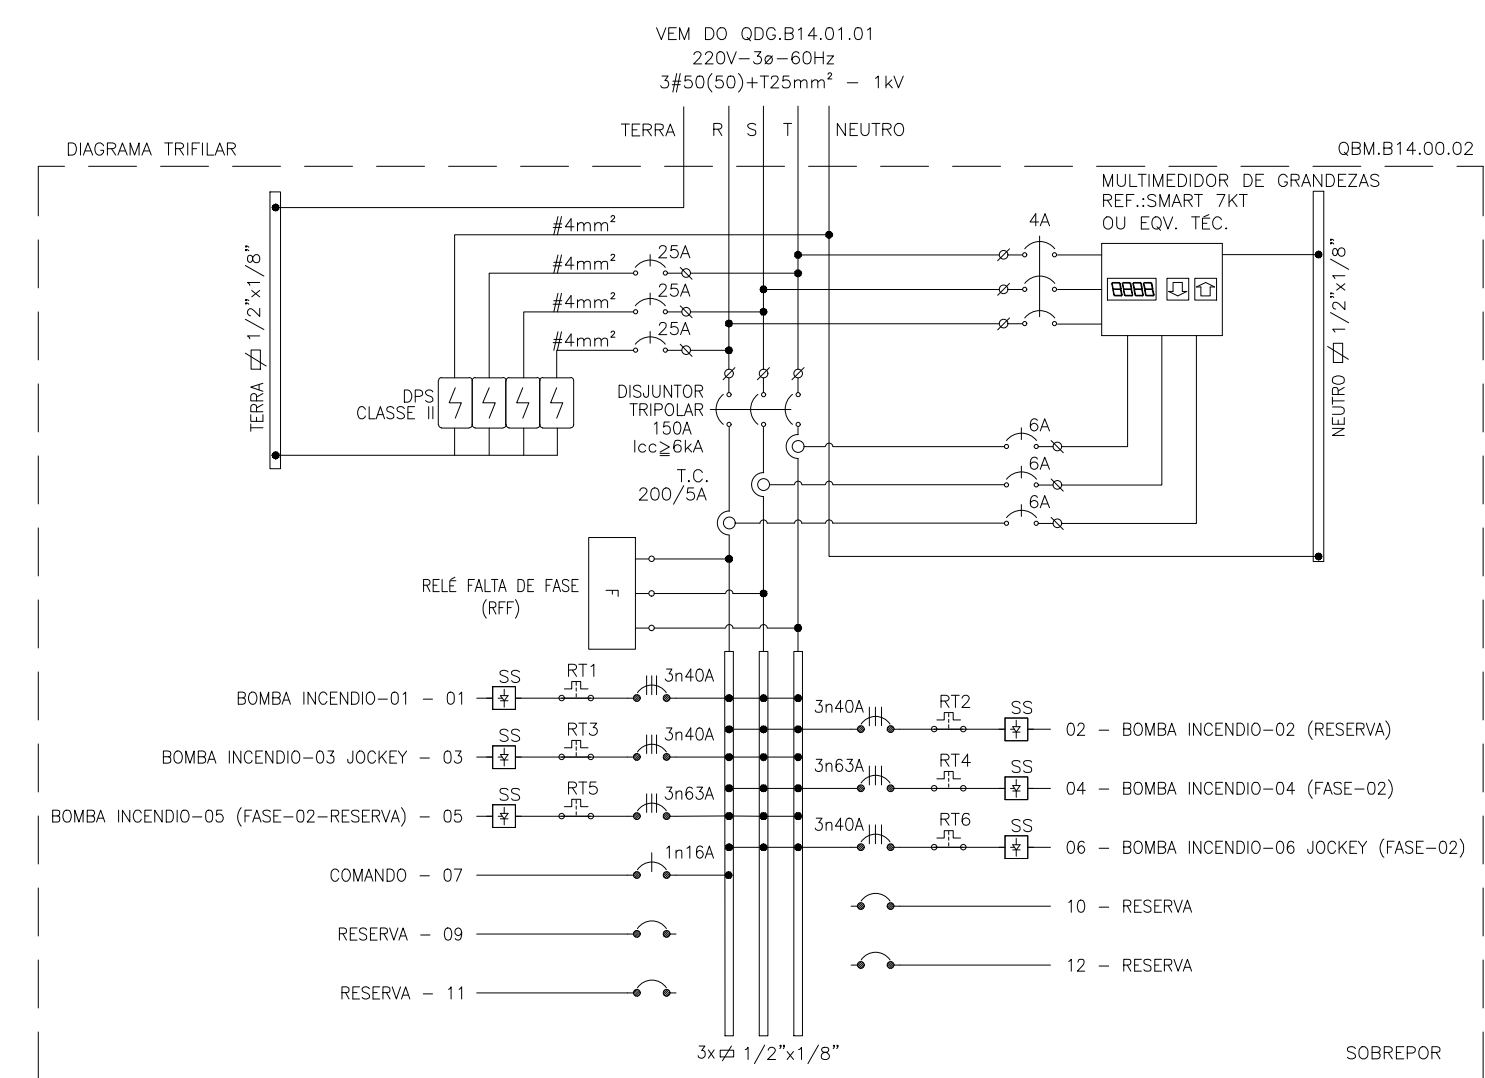 VEM DO QDG.B14.01.01
220V-3ø-60Hz
3#50(50)+T25mm² - 1kV
TERRA R S T NEUTRO
DIAGRAMA TRIFILAR
QBM.B14.00.02
MULTIMEDIDOR DE GRANDEZAS
REF.:SMART 7KT
OU EQV. TÉC.
4A
#4mm²
25A
#4mm²
25A
#4mm²
25A
#4mm²
8888
TERRA 1/2"x1/8"
NEUTRO 1/2"x1/8"
DPS
CLASSE II
DISJUNTOR
TRIPOLAR
150A
Icc≧6kA
T.C.
200/5A
6A
6A
6A
RELÉ FALTA DE FASE
(RFF)
F
BOMBA INCENDIO-01 - 01 SS RT1 3n40A
3n40A RT2 SS 02 - BOMBA INCENDIO-02 (RESERVA)
BOMBA INCENDIO-03 JOCKEY - 03 SS RT3 3n40A
3n63A RT4 SS 04 - BOMBA INCENDIO-04 (FASE-02)
BOMBA INCENDIO-05 (FASE-02-RESERVA) - 05 SS RT5 3n63A
3n40A RT6 SS 06 - BOMBA INCENDIO-06 JOCKEY (FASE-02)
COMANDO - 07 1n16A
10 - RESERVA
RESERVA - 09
12 - RESERVA
RESERVA - 11
3x 1/2"x1/8"
SOBREPOR